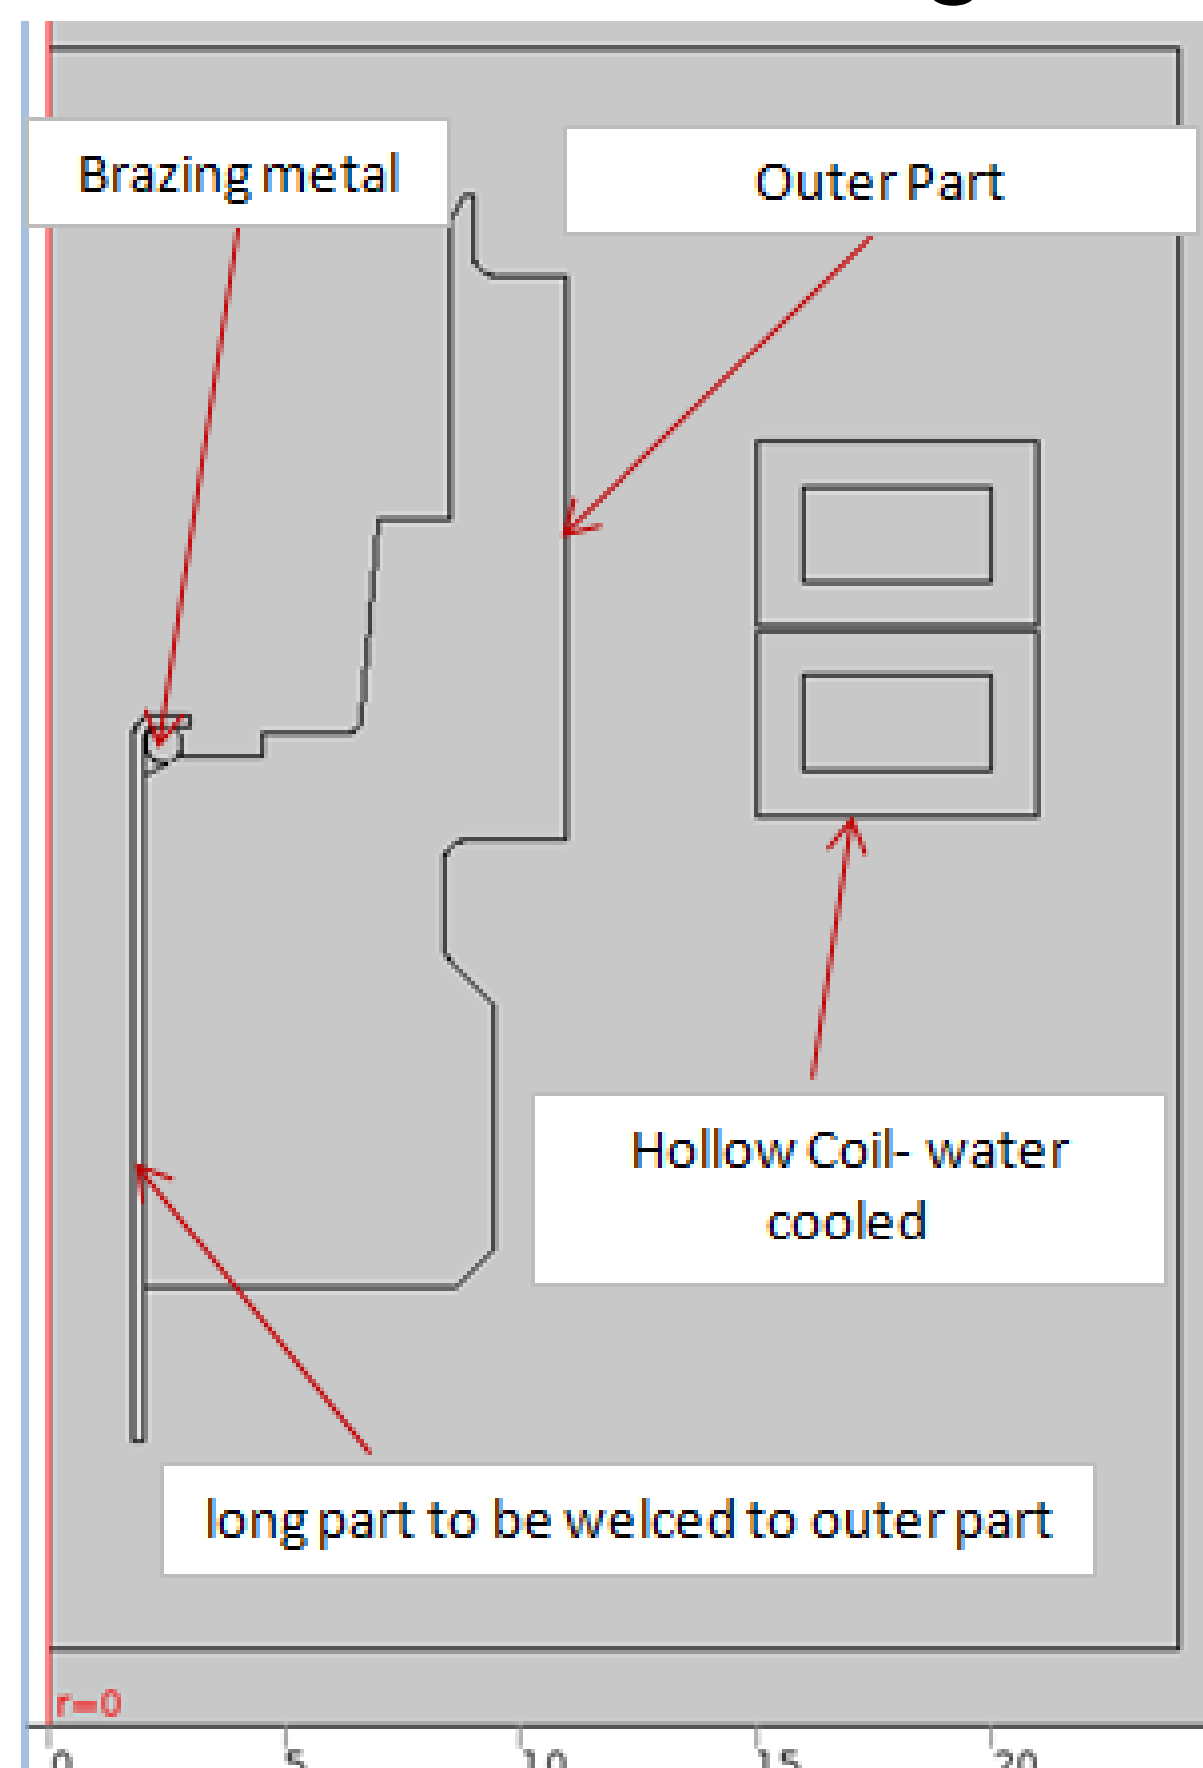 Brazing metal
Outer Part
Hollow Coil- water
cooled
long part to be welced to outer part
r=0
0 5 10 15 20